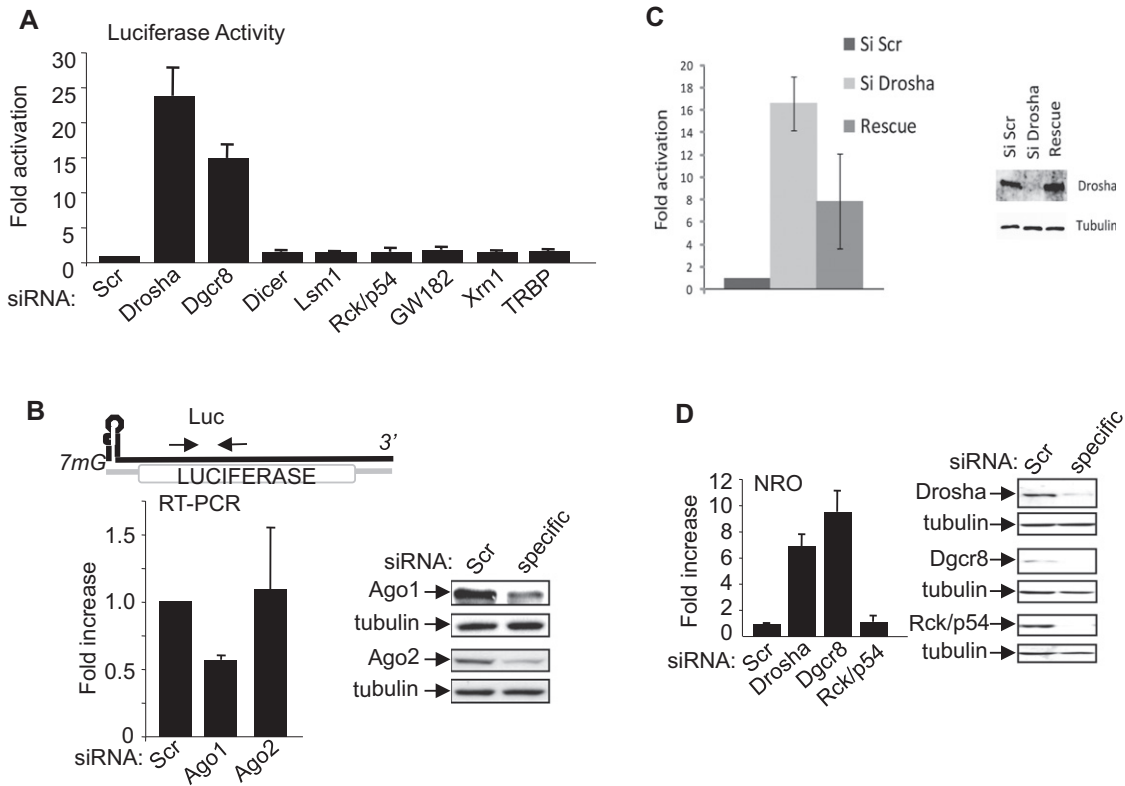 A
Luciferase Activity
Fold activation
30
25
20
15
10
5
0
siRNA:
Scr
Drosha
Dgcr8
Dicer
Lsm1
Rck/p54
GW182
Xrn1
TRBP
C
Si Scr
Si Drosha
Rescue
Fold activation
20
18
16
14
12
10
8
6
4
2
0
Si Scr
Si Drosha
Rescue
Drosha
Tubulin
B
Luc
7mG
3'
LUCIFERASE
RT-PCR
Fold increase
1.5
1.0
0.5
0
siRNA:
Scr
Ago1
Ago2
siRNA:
Scr
specific
Ago1
tubulin
Ago2
tubulin
D
NRO
Fold increase
12
10
8
6
4
2
0
siRNA:
Scr
Drosha
Dgcr8
Rck/p54
siRNA:
Scr
specific
Drosha
tubulin
Dgcr8
tubulin
Rck/p54
tubulin